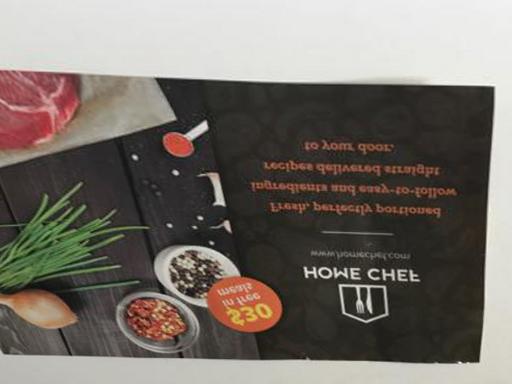 HOME CHEF
www.homechef.com
Fresh, perfectly portioned
ingredients and easy-to-follow
recipes delivered straight
to your door.
$30
in free
meals